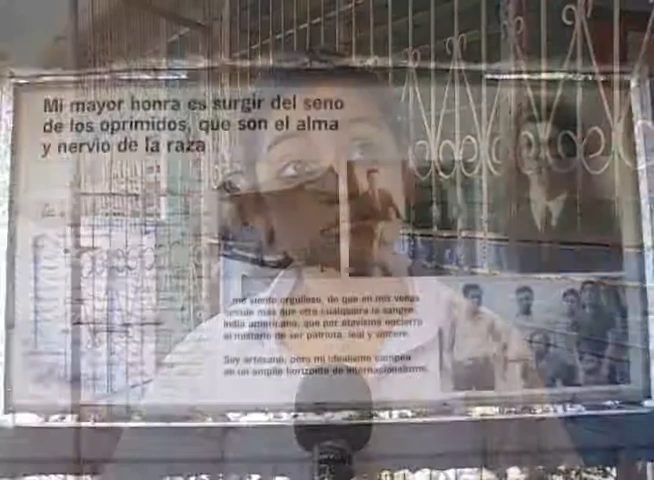 Mi mayor honra es surgir del seno
de los oprimidos, que son el alma
y nervio de la raza
me siento orgulloso, de que en mis venas
más que otra cualquiera la sangre
india americana, que por atavismo encierra
el misterio de ser patriota, leal y sincero.
Soy artesano, pero mi idealismo campea
en un amplio horizonte de internacionalismo